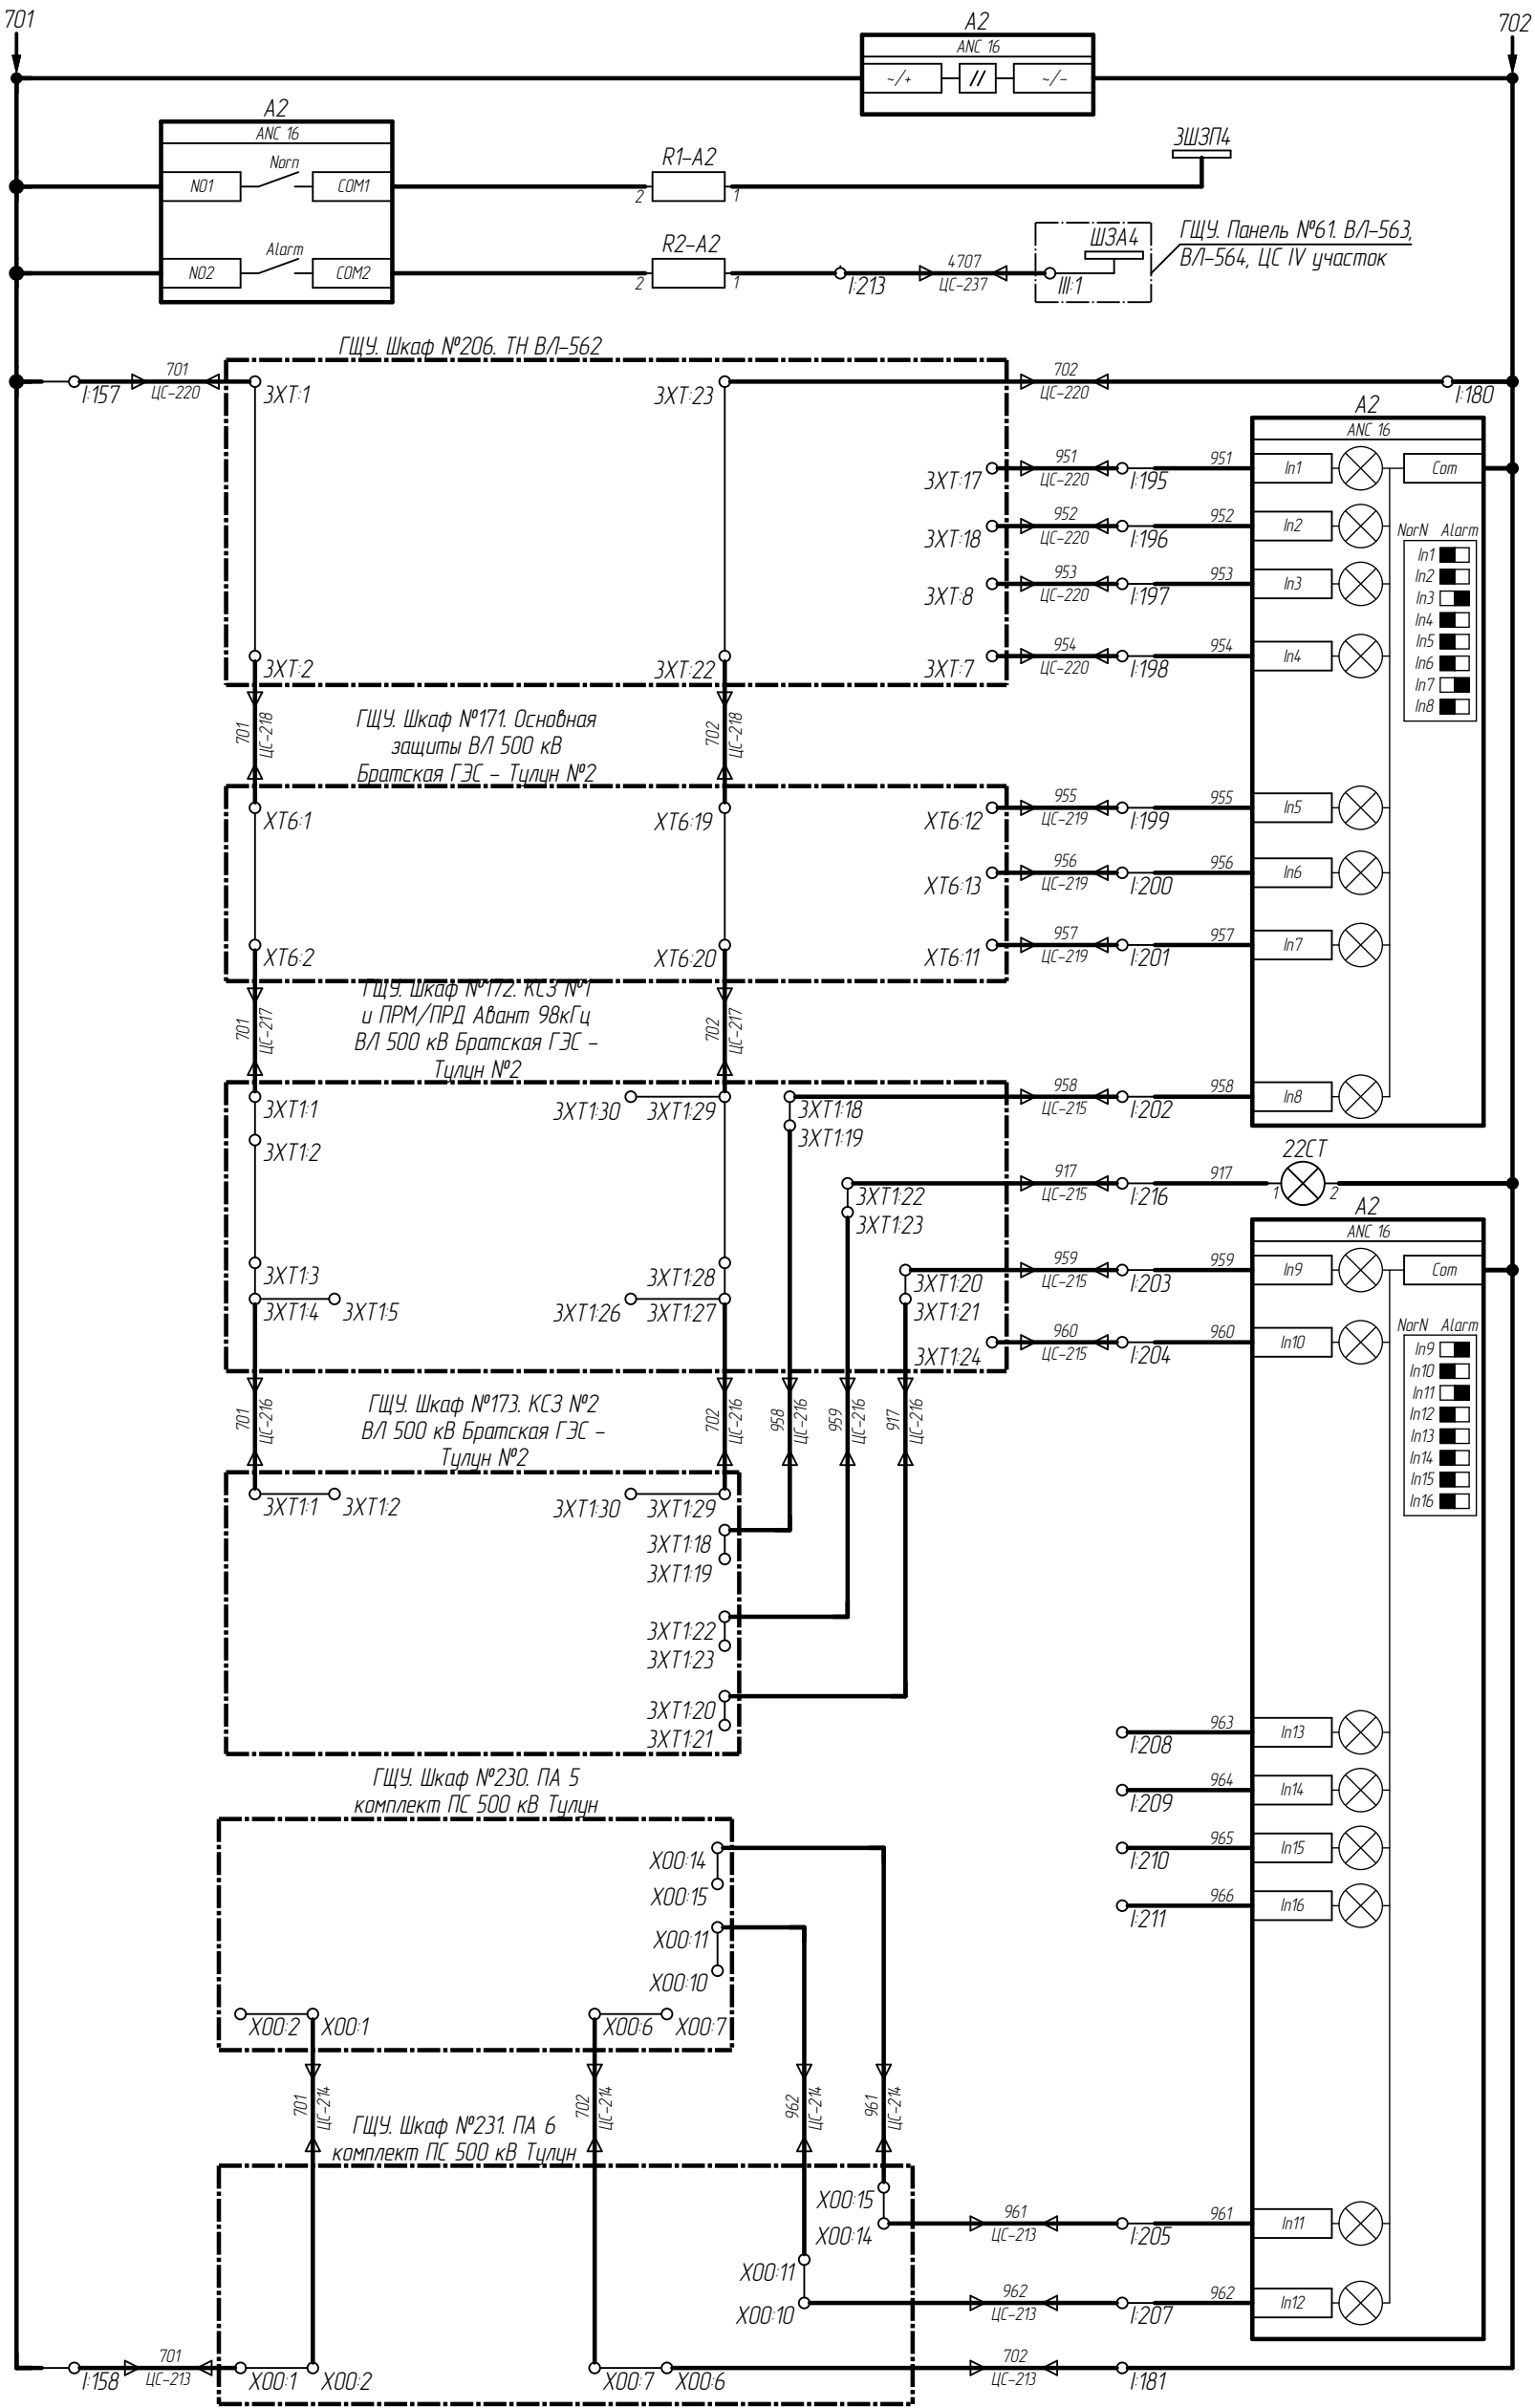 701
702
A2
ANC 16
~/+
//
~/-
A2
ANC 16
NO1
Norn
COM1
NO2
Alarm
COM2
R1-A2
2
1
ЗШЗП4
R2-A2
2
1
I:213
4707
ЦС-237
ШЗА4
III:1
ГЩУ. Панель №61. ВЛ-563,
ВЛ-564, ЦС IV участок
ГЩУ. Шкаф №206. ТН ВЛ-562
I:157
701
ЦС-220
3XT:1
3XT:23
702
ЦС-220
I:180
A2
ANC 16
3XT:17
951
ЦС-220
I:195
951
In1
Com
3XT:18
952
ЦС-220
I:196
952
In2
3XT:8
953
ЦС-220
I:197
953
In3
3XT:2
3XT:22
3XT:7
954
ЦС-220
I:198
954
In4
NorN Alarm
In1
In2
In3
In4
In5
In6
In7
In8
701
ЦС-218
702
ЦС-218
ГЩУ. Шкаф №171. Основная
защиты ВЛ 500 кВ
Братская ГЭС - Тулун №2
XT6:1
XT6:19
XT6:12
955
ЦС-219
I:199
955
In5
XT6:13
956
ЦС-219
I:200
956
In6
XT6:2
XT6:20
XT6:11
957
ЦС-219
I:201
957
In7
701
ЦС-217
702
ЦС-217
ГЩУ. Шкаф №172. КСЗ №1
и ПРМ/ПРД Авант 98кГц
ВЛ 500 кВ Братская ГЭС -
Тулун №2
3XT1:1
3XT1:2
3XT1:30
3XT1:29
3XT1:18
3XT1:19
958
ЦС-215
I:202
958
In8
3XT1:22
3XT1:23
917
ЦС-215
I:216
917
22СТ
1
2
A2
ANC 16
3XT1:3
3XT1:4
3XT1:5
3XT1:28
3XT1:26
3XT1:27
3XT1:20
3XT1:21
959
ЦС-215
I:203
959
In9
Com
3XT1:24
960
ЦС-215
I:204
960
In10
NorN Alarm
In9
In10
In11
In12
In13
In14
In15
In16
701
ЦС-216
702
ЦС-216
958
ЦС-216
959
ЦС-216
917
ЦС-216
ГЩУ. Шкаф №173. КСЗ №2
ВЛ 500 кВ Братская ГЭС -
Тулун №2
3XT1:1
3XT1:2
3XT1:30
3XT1:29
3XT1:18
3XT1:19
3XT1:22
3XT1:23
3XT1:20
3XT1:21
I:208
963
In13
I:209
964
In14
I:210
965
In15
I:211
966
In16
ГЩУ. Шкаф №230. ПА 5
комплект ПС 500 кВ Тулун
X00:14
X00:15
X00:11
X00:10
X00:2
X00:1
X00:6
X00:7
701
ЦС-214
702
ЦС-214
962
ЦС-214
961
ЦС-214
ГЩУ. Шкаф №231. ПА 6
комплект ПС 500 кВ Тулун
X00:15
X00:14
961
ЦС-213
I:205
961
In11
X00:11
X00:10
962
ЦС-213
I:207
962
In12
I:158
701
ЦС-213
X00:1
X00:2
X00:7
X00:6
702
ЦС-213
I:181